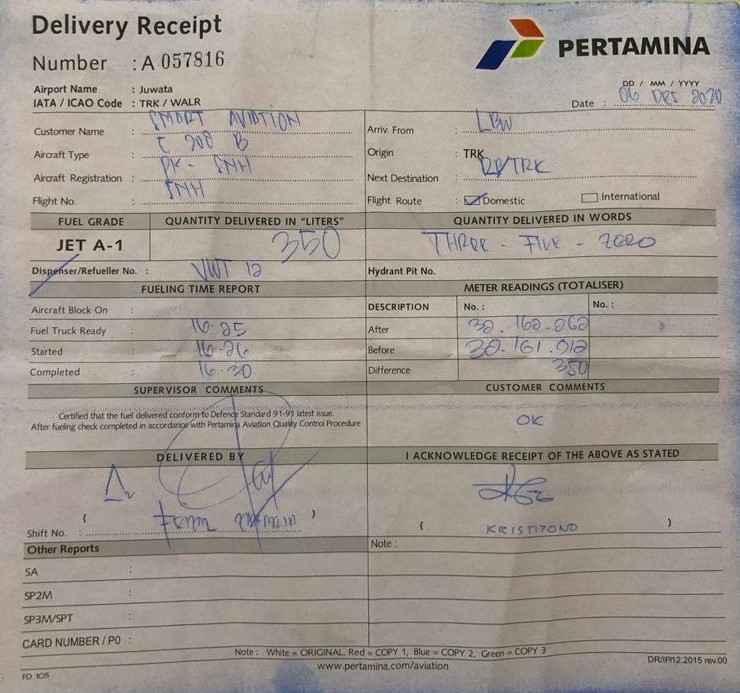 Delivery Receipt
PERTAMINA
Number : A 057816
Airport Name : Juwata
IATA / ICAO Code : TRK / WALR
DD / MM / YYYY
Date : 06 DES 2020
Customer Name : SMART AVIATION
Arriv. From : LBW
Aircraft Type : C 208 B
Origin : TRK
Aircraft Registration : PK - SNH
Next Destination :
Flight No. : SNH
Flight Route : Domestic International
FUEL GRADE QUANTITY DELIVERED IN "LITERS" QUANTITY DELIVERED IN WORDS
JET A-1 350 THREE - FIVE - ZERO
Dispenser/Refueller No. : VWT 12
Hydrant Pit No.
FUELING TIME REPORT METER READINGS (TOTALISER)
Aircraft Block On : DESCRIPTION No. : No. :
Fuel Truck Ready : 16-25 After
Started : 16-26 Before
Completed : 16.30 Difference 350
SUPERVISOR COMMENTS CUSTOMER COMMENTS
Certified that the fuel delivered conform to Defence Standard 91-91 latest issue.
After fueling check completed in accordance with Pertamina Aviation Quality Control Procedure
OK
DELIVERED BY I ACKNOWLEDGE RECEIPT OF THE ABOVE AS STATED
( ) ( KRISTIZOND )
Shift No. :
Other Reports Note :
SA :
SP2M :
SP3M/SPT :
CARD NUMBER / P0 :
Note : White = ORIGINAL, Red = COPY 1, Blue = COPY 2, Green = COPY 3
www.pertamina.com/aviation
DR/IP/12.2015 rev.00
FD 105